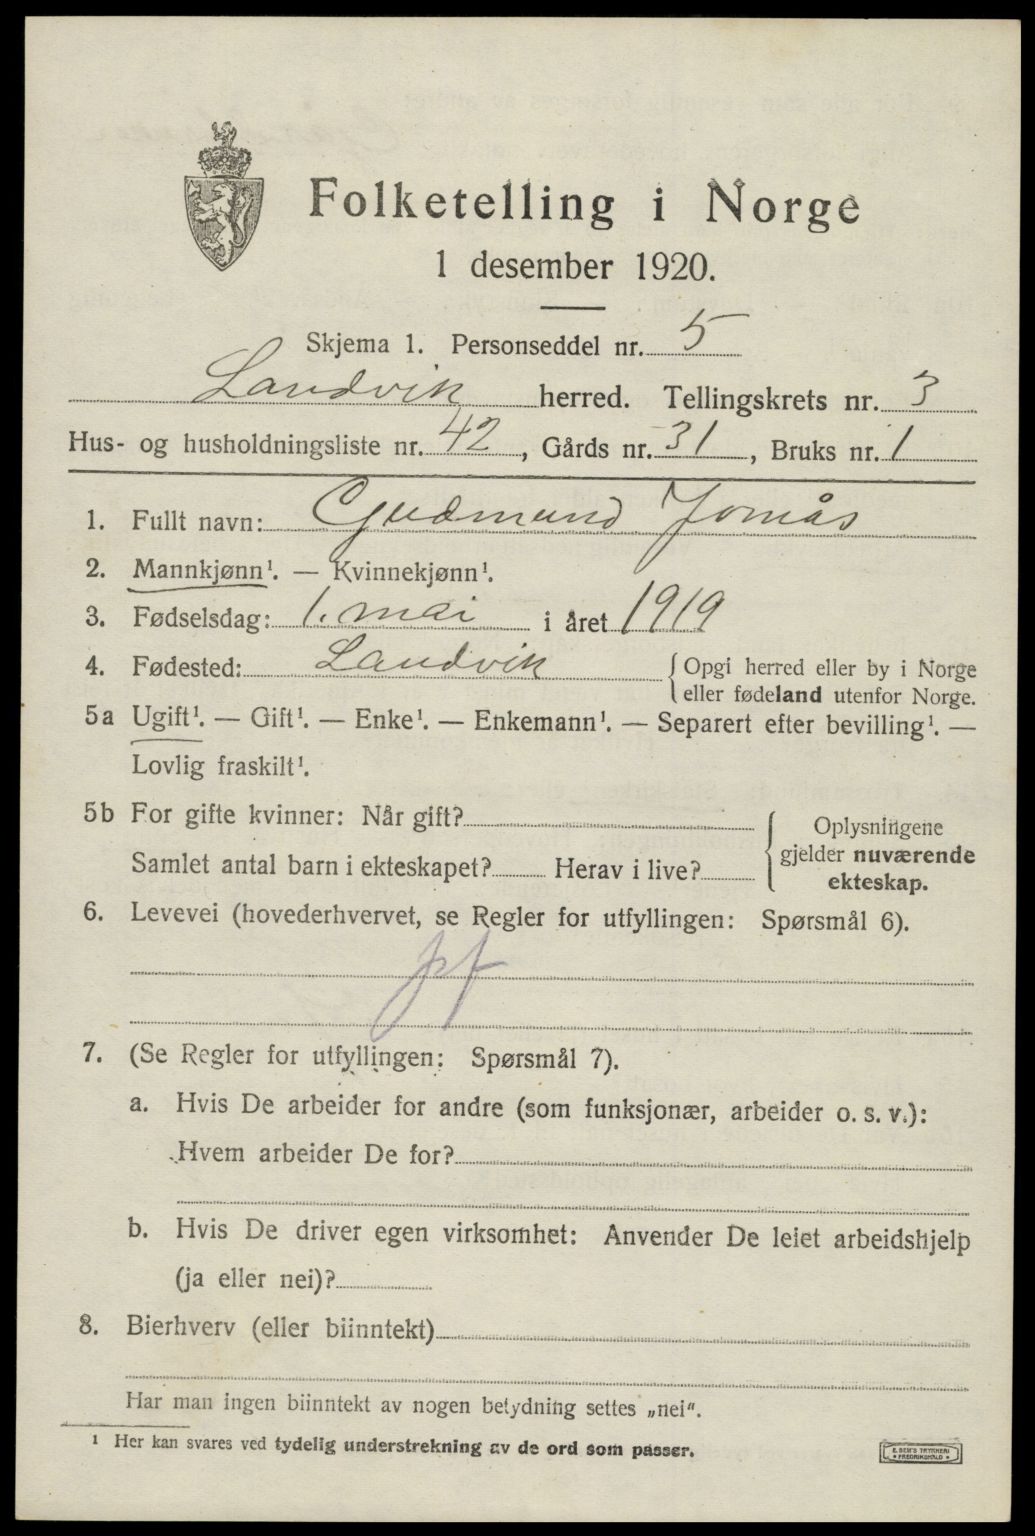 Folketelling i Norge
1 desember 1920.
Skjema 1. Personseddel nr. 5
Landvik herred. Tellingskrets nr. 3
Hus- og husholdningsliste nr. 42, Gårds nr. 31, Bruks nr. 1
1. Fullt navn: Gudmund Jomås
2. Mannkjønn¹. — Kvinnekjønn¹.
3. Fødselsdag: 1. mai i året 1919
4. Fødested: Landvik {Opgi herred eller by i Norge
eller fødeland utenfor Norge.
5a Ugift¹. — Gift¹. — Enke¹. — Enkemann¹. — Separert efter bevilling¹. —
Lovlig fraskilt¹.
5b For gifte kvinner: Når gift? { Oplysningene
gjelder nuværende
Samlet antal barn i ekteskapet? Herav i live?
ekteskap.
6. Levevei (hovederhvervet, se Regler for utfyllingen: Spørsmål 6).
7. (Se Regler for utfyllingen: Spørsmål 7).
a. Hvis De arbeider for andre (som funksjonær, arbeider o. s. v.):
Hvem arbeider De for?
b. Hvis De driver egen virksomhet: Anvender De leiet arbeidshjelp
(ja eller nei)?
8. Bierhverv (eller biinntekt)
Har man ingen biinntekt av nogen betydning settes „nei".
¹ Her kan svares ved tydelig understrekning av de ord som passer.
E. SEM'S TRYKKERI
FREDRIKSHALD